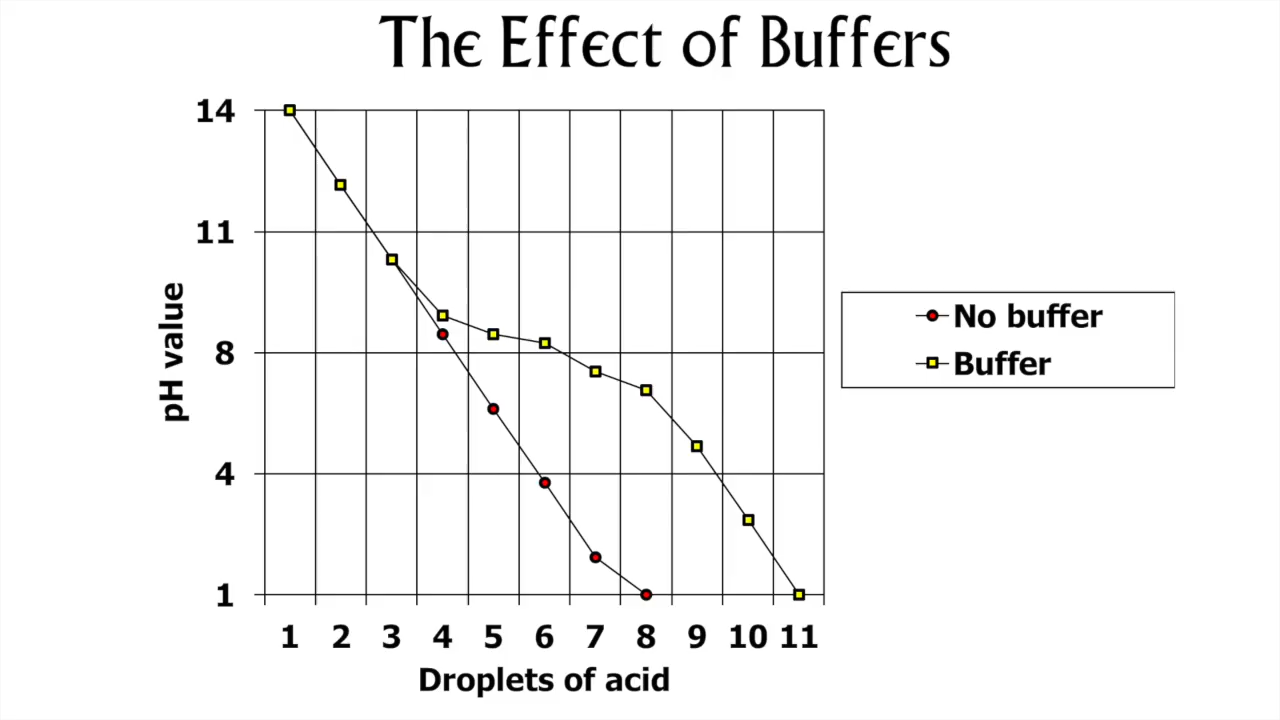 The Effect of Buffers
14
11
8
4
1
pH value
1 2 3 4 5 6 7 8 9 10 11
Droplets of acid
No buffer
Buffer